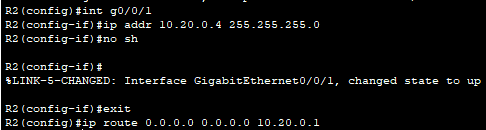 R2(config)#int g0/0/1
R2(config-if)#ip addr 10.20.0.4 255.255.255.0
R2(config-if)#no sh
R2(config-if)#
%LINK-5-CHANGED: Interface GigabitEthernet0/0/1, changed state to up
R2(config-if)#exit
R2(config)#ip route 0.0.0.0 0.0.0.0 10.20.0.1